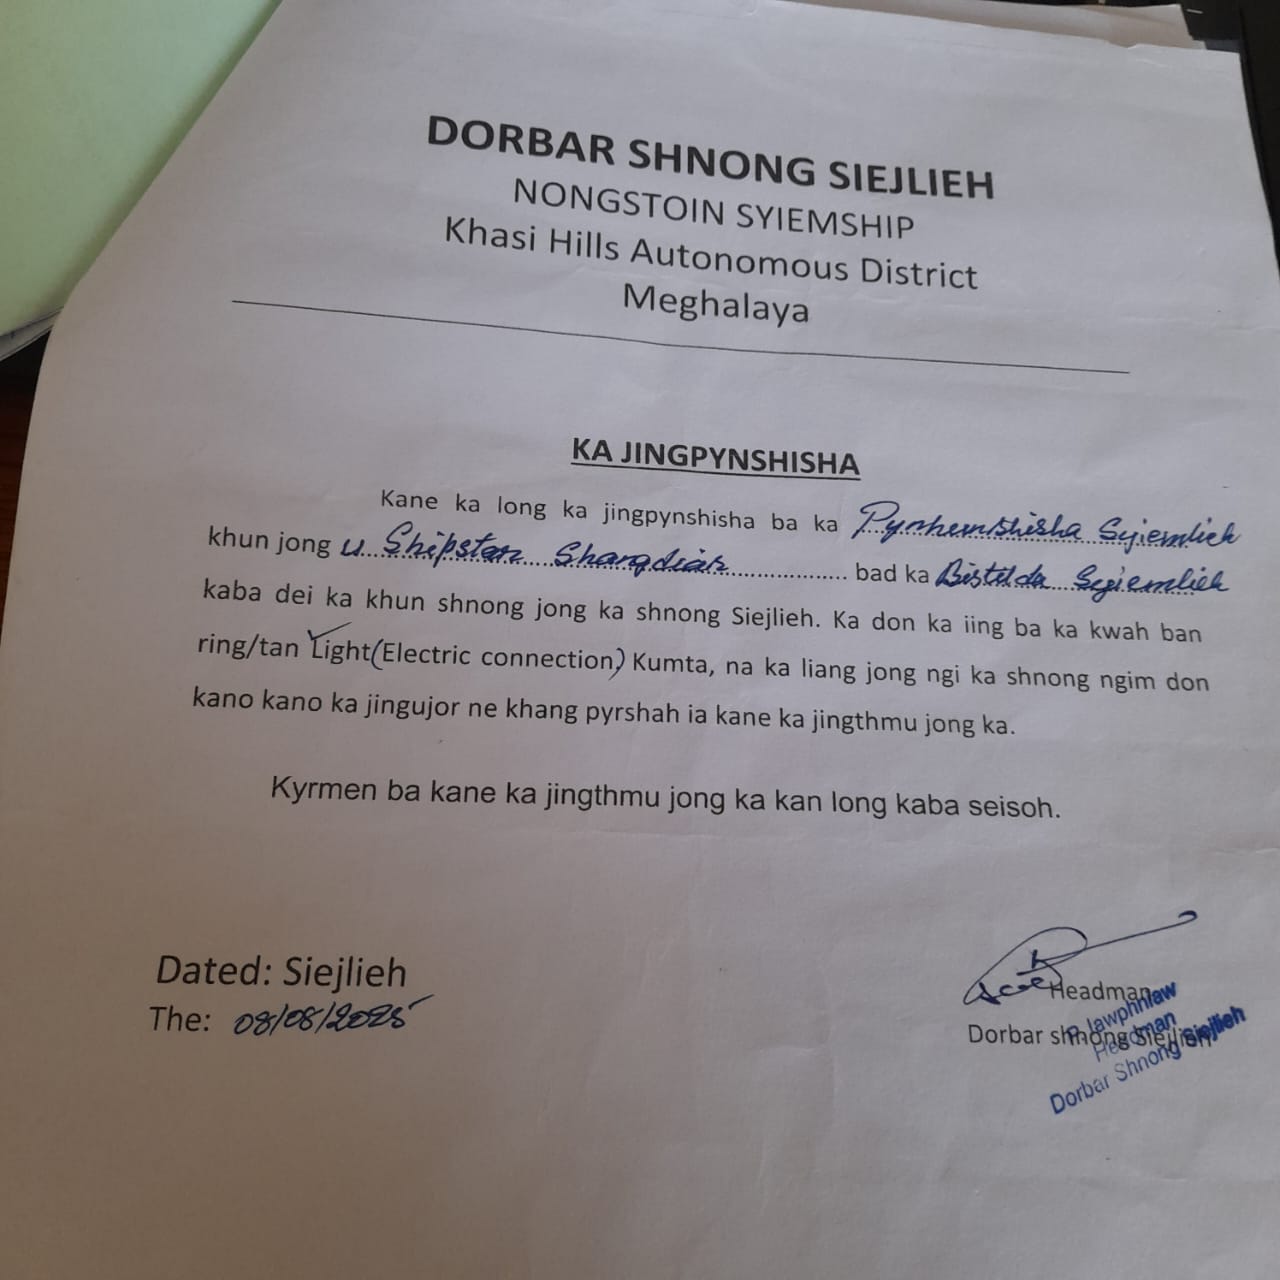 DORBAR SHNONG SIEJLIEH
NONGSTOIN SYIEMSHIP
Khasi Hills Autonomous District
Meghalaya
KA JINGPYNSHISHA
Kane ka long ka jingpynshisha ba ka Pynhunshisha Syiemlieh
khun jong u Shipstar Shangdiar bad ka Bistilda Syiemlieh
kaba dei ka khun shnong jong ka shnong Siejlieh. Ka don ka iing ba ka kwah ban
ring/tan Light(Electric connection) Kumta, na ka liang jong ngi ka shnong ngim don
kano kano ka jingujor ne khang pyrshah ia kane ka jingthmu jong ka.
Kyrmen ba kane ka jingthmu jong ka kan long kaba seisoh.
Dated: Siejlieh
The: 08/08/2025
Headman
Dorbar shnong Siejlieh
lawphniaw
Headman
Dorbar Shnong Siejlieh